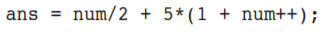 ans = num/2 + 5*(1 + num++);